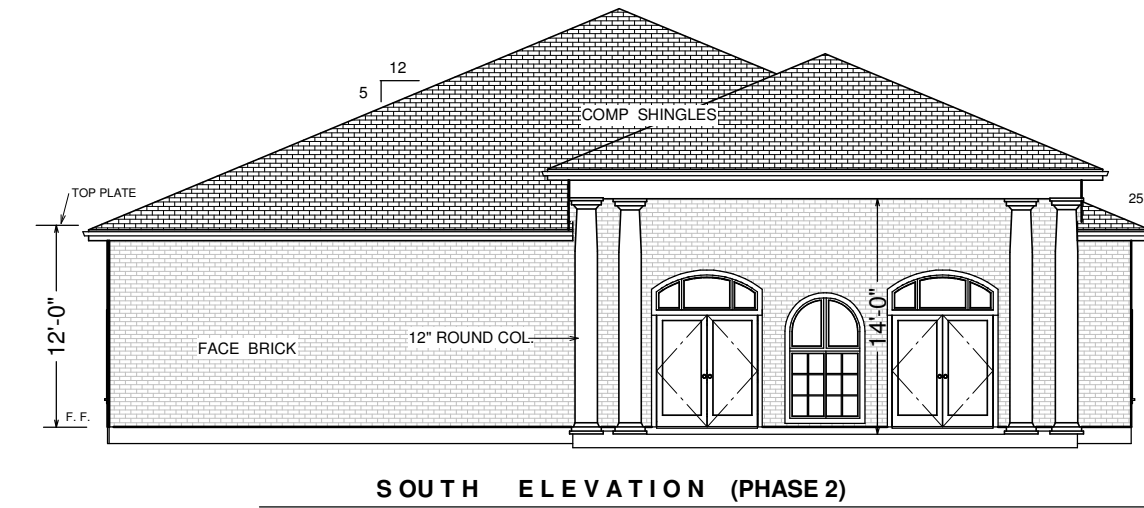 12
5
COMP SHINGLES
TOP PLATE
25
12'-0"
14'-0"
12" ROUND COL.
FACE BRICK
F. F.
SOUTH ELEVATION (PHASE 2)